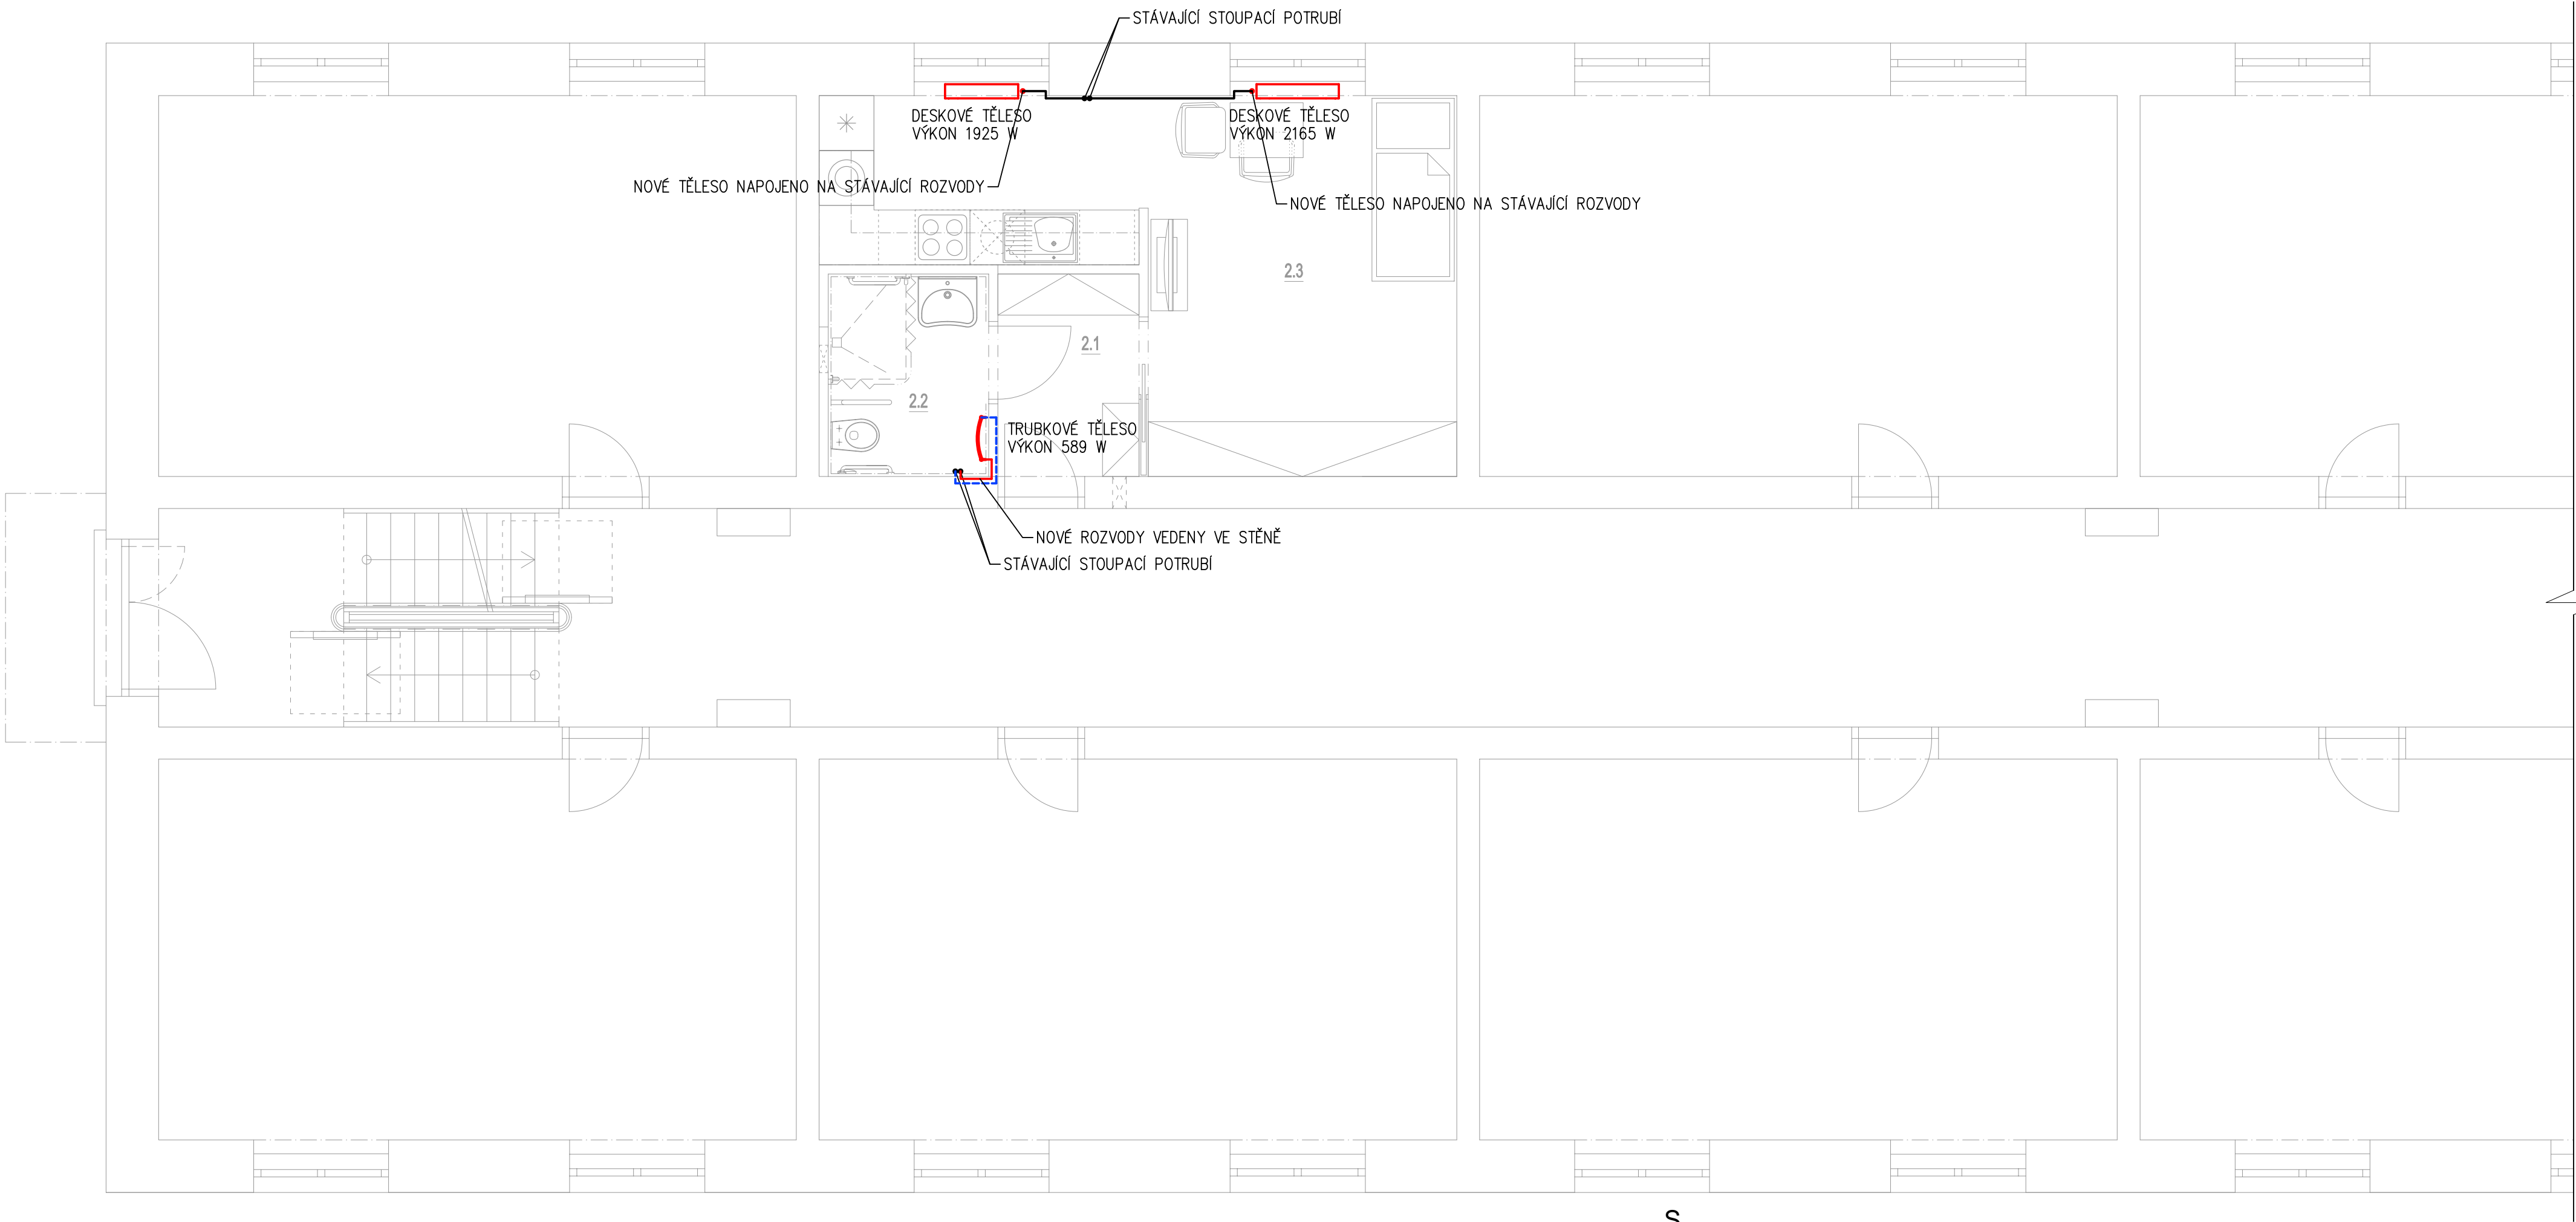 STÁVAJÍCÍ STOUPACÍ POTRUBÍ
DESKOVÉ TĚLESO
VÝKON 1925 W
DESKOVÉ TĚLESO
VÝKON 2165 W
NOVÉ TĚLESO NAPOJENO NA STÁVAJÍCÍ ROZVODY
NOVÉ TĚLESO NAPOJENO NA STÁVAJÍCÍ ROZVODY
2.3
2.1
2.2
TRUBKOVÉ TĚLESO
VÝKON 589 W
NOVÉ ROZVODY VEDENY VE STĚNĚ
STÁVAJÍCÍ STOUPACÍ POTRUBÍ
S